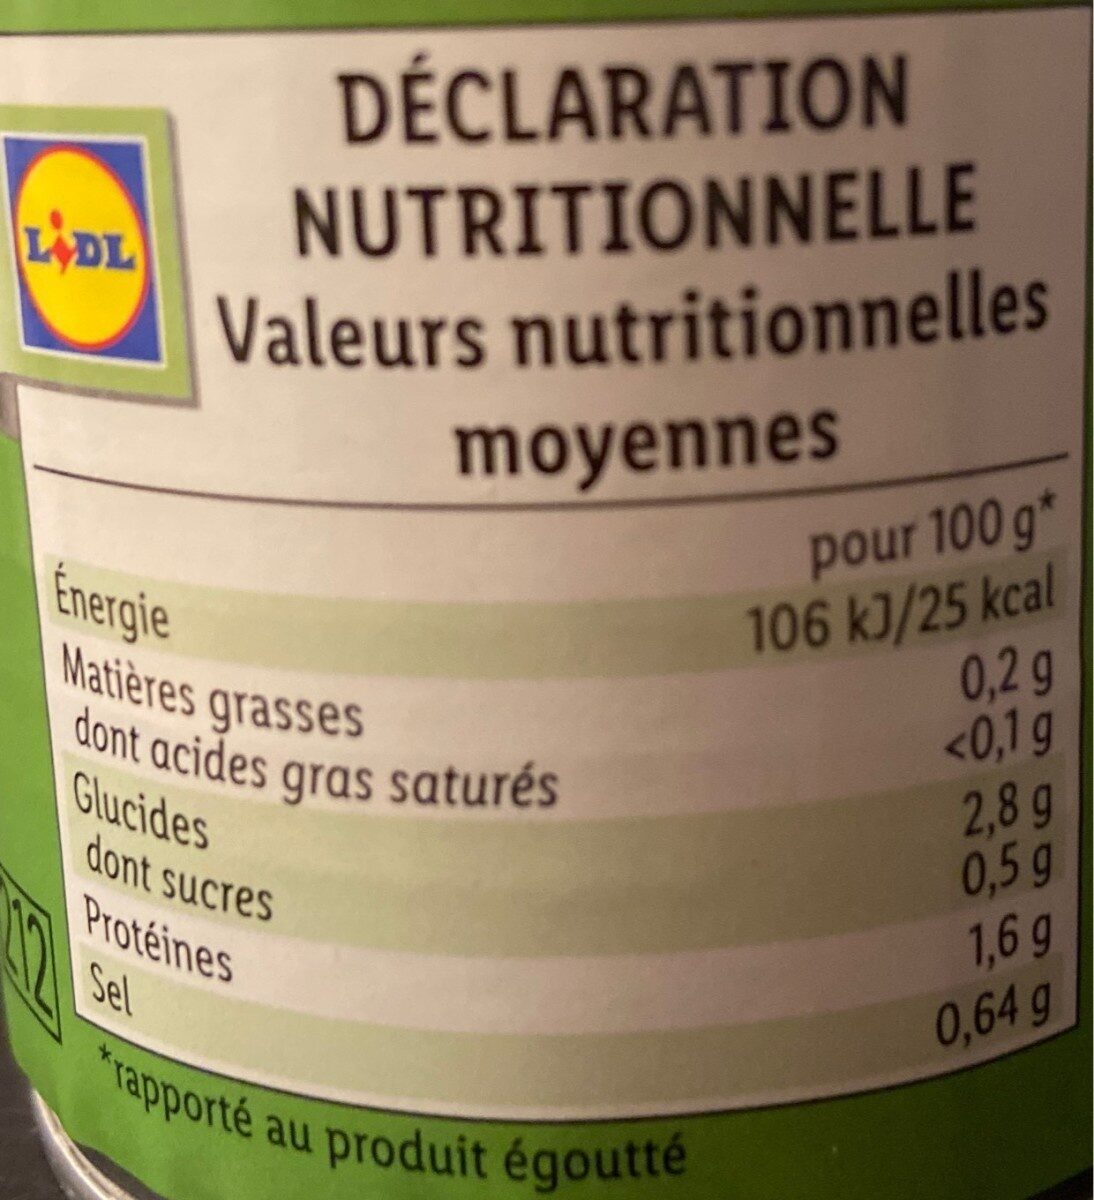 LIDL
DÉCLARATION
NUTRITIONNELLE
Valeurs nutritionnelles
moyennes
pour 100 g*
Énergie 106 kJ/25 kcal
Matières grasses 0,2 g
dont acides gras saturés <0,1 g
Glucides 2,8 g
dont sucres 0,5 g
Protéines 1,6 g
Sel 0,64 g
212
*rapporté au produit égoutté